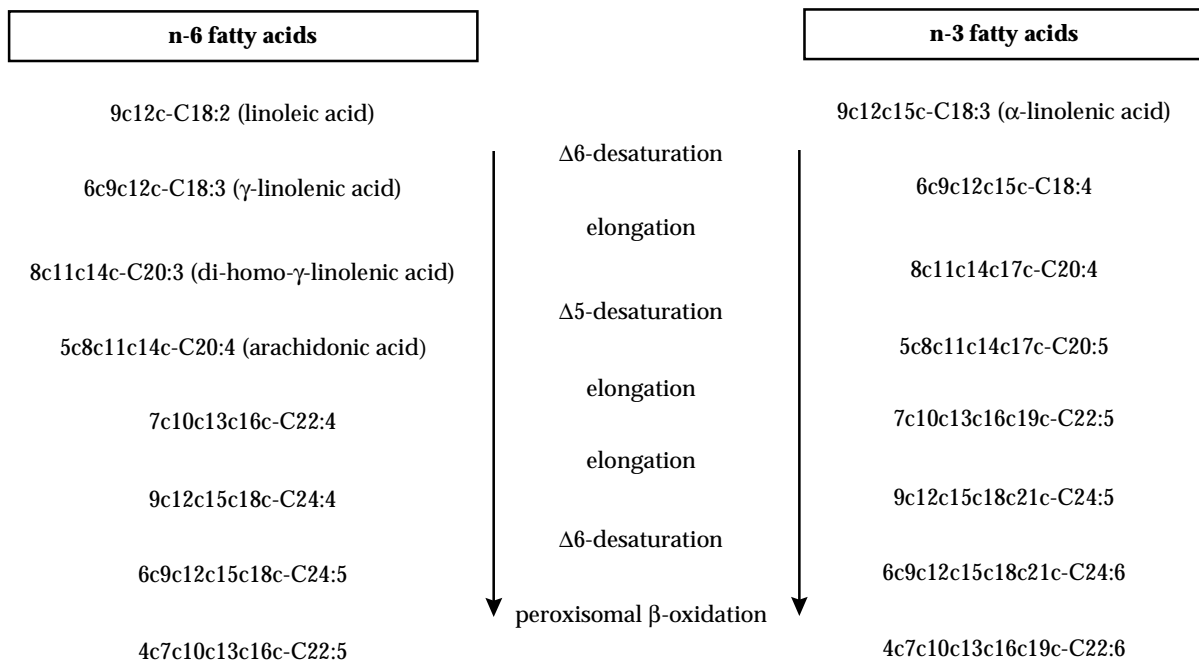 n-6 fatty acids
n-3 fatty acids
9c12c-C18:2 (linoleic acid)
9c12c15c-C18:3 (α-linolenic acid)
Δ6-desaturation
6c9c12c-C18:3 (γ-linolenic acid)
6c9c12c15c-C18:4
elongation
8c11c14c-C20:3 (di-homo-γ-linolenic acid)
8c11c14c17c-C20:4
Δ5-desaturation
5c8c11c14c-C20:4 (arachidonic acid)
5c8c11c14c17c-C20:5
elongation
7c10c13c16c-C22:4
7c10c13c16c19c-C22:5
elongation
9c12c15c18c-C24:4
9c12c15c18c21c-C24:5
Δ6-desaturation
6c9c12c15c18c-C24:5
6c9c12c15c18c21c-C24:6
peroxisomal β-oxidation
4c7c10c13c16c-C22:5
4c7c10c13c16c19c-C22:6